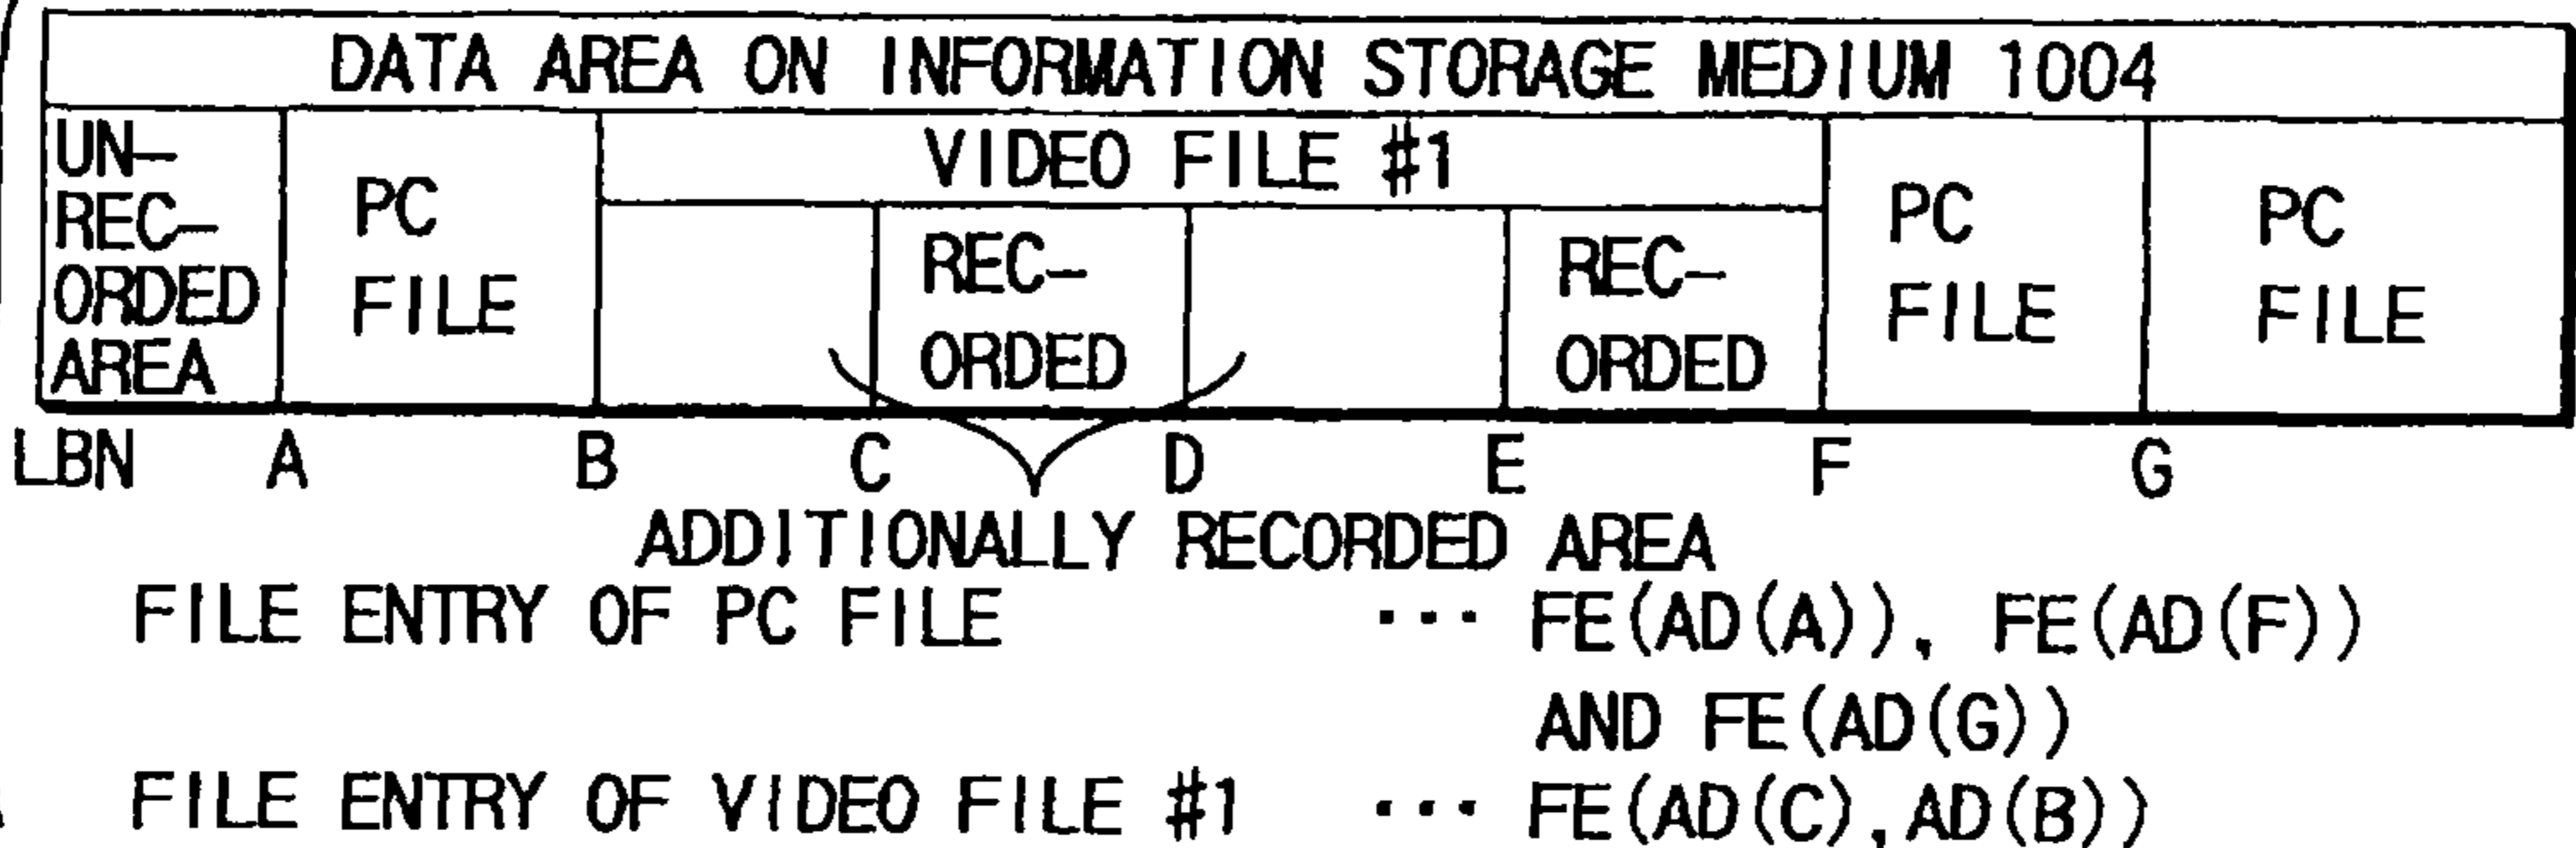 DATA AREA ON INFORMATION STORAGE MEDIUM 1004
UN-
REC-
ORDED
AREA
PC
FILE
VIDEO FILE #1
REC-
ORDED
REC-
ORDED
PC
FILE
PC
FILE
LBN A B C D E F G
ADDITIONALLY RECORDED AREA
FILE ENTRY OF PC FILE ··· FE(AD(A)), FE(AD(F))
AND FE(AD(G))
FILE ENTRY OF VIDEO FILE #1 ··· FE(AD(C),AD(B))